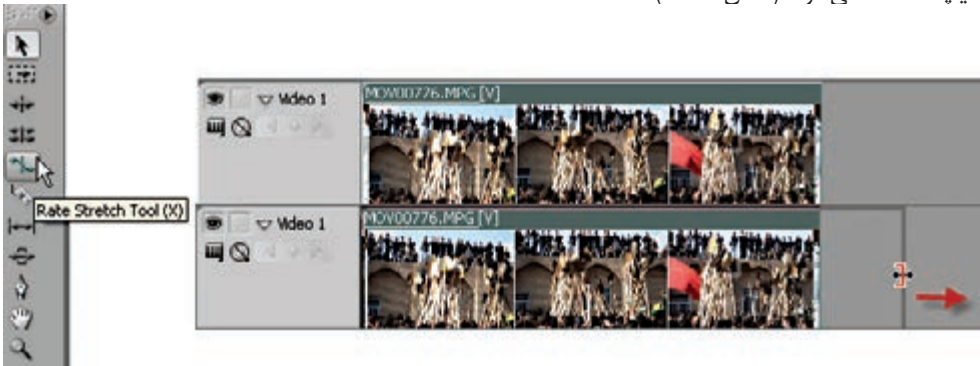 Video 1
MOV00776.MPG [V]
Rate Stretch Tool (X)
Video 1
MOV00776.MPG [V]